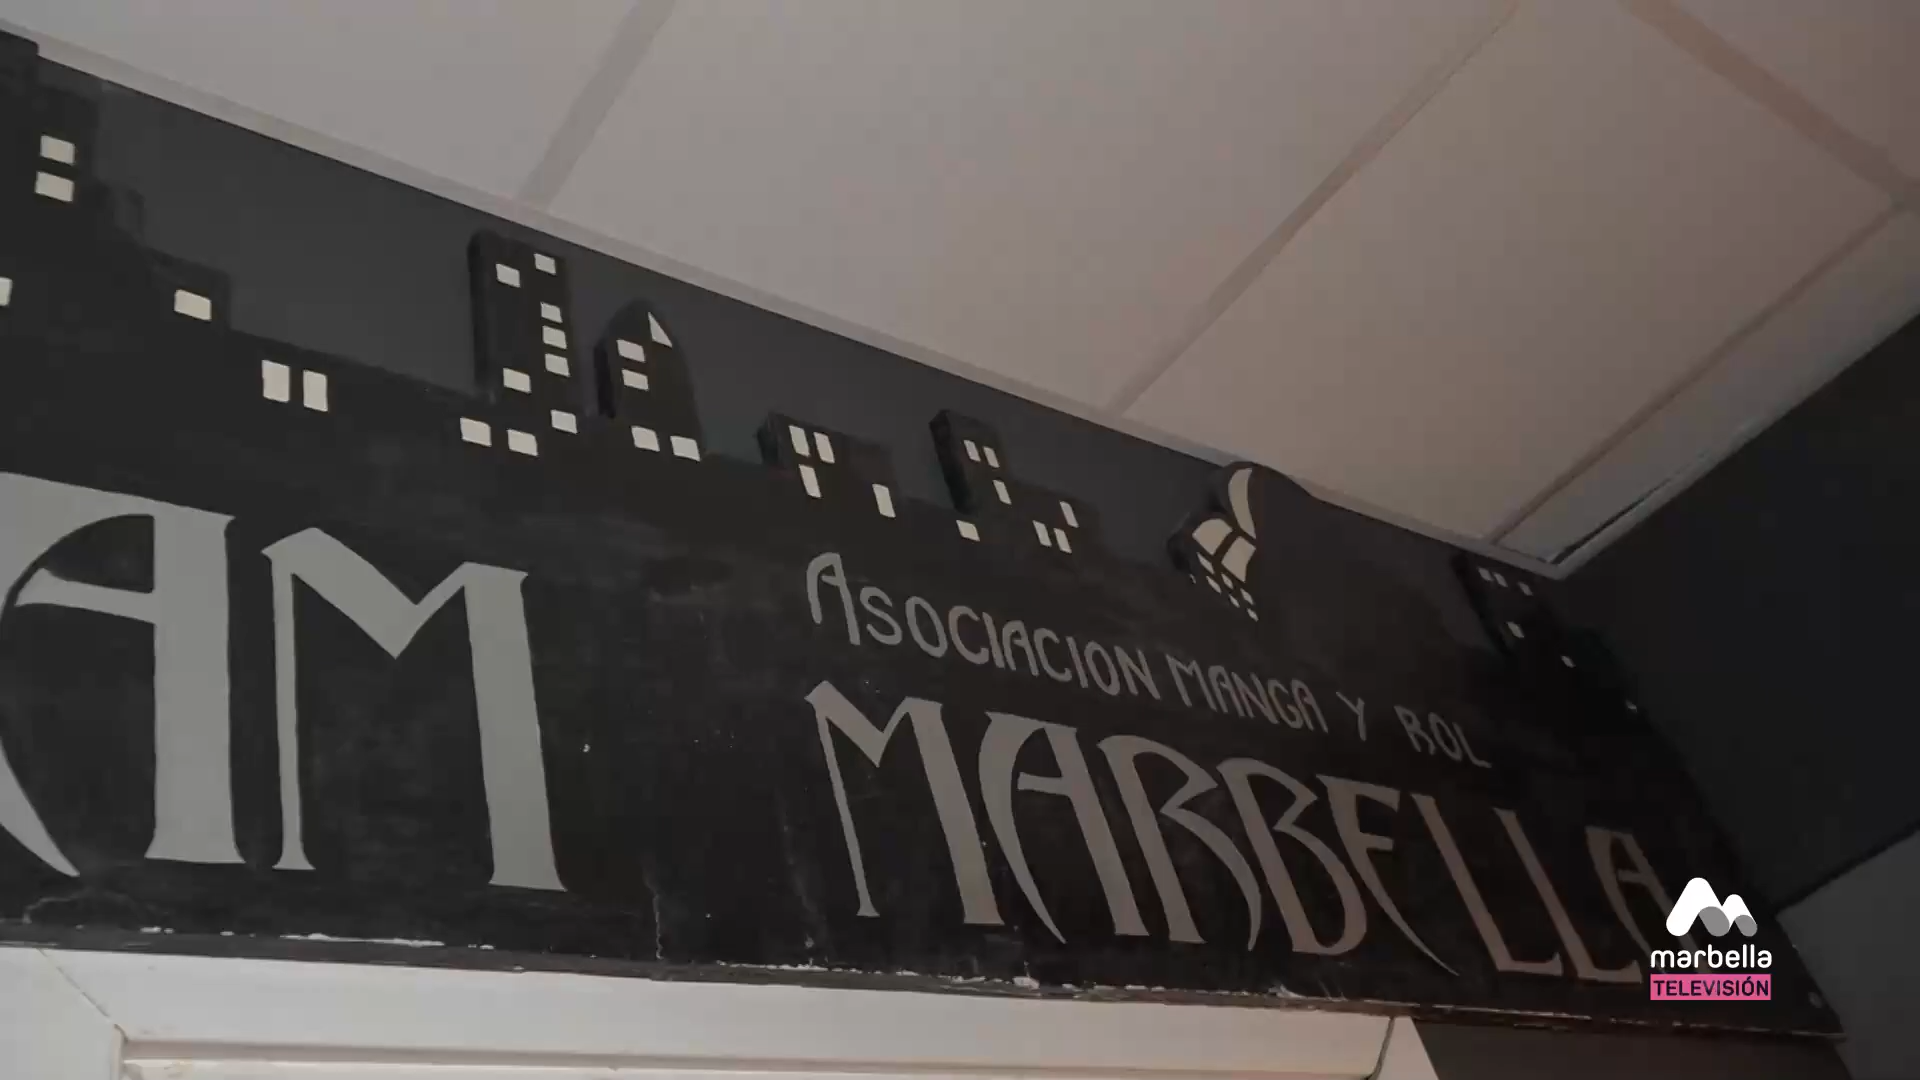 AM
ASOCIACION MANGA Y ROL
MARBELLA
marbella
TELEVISIÓN